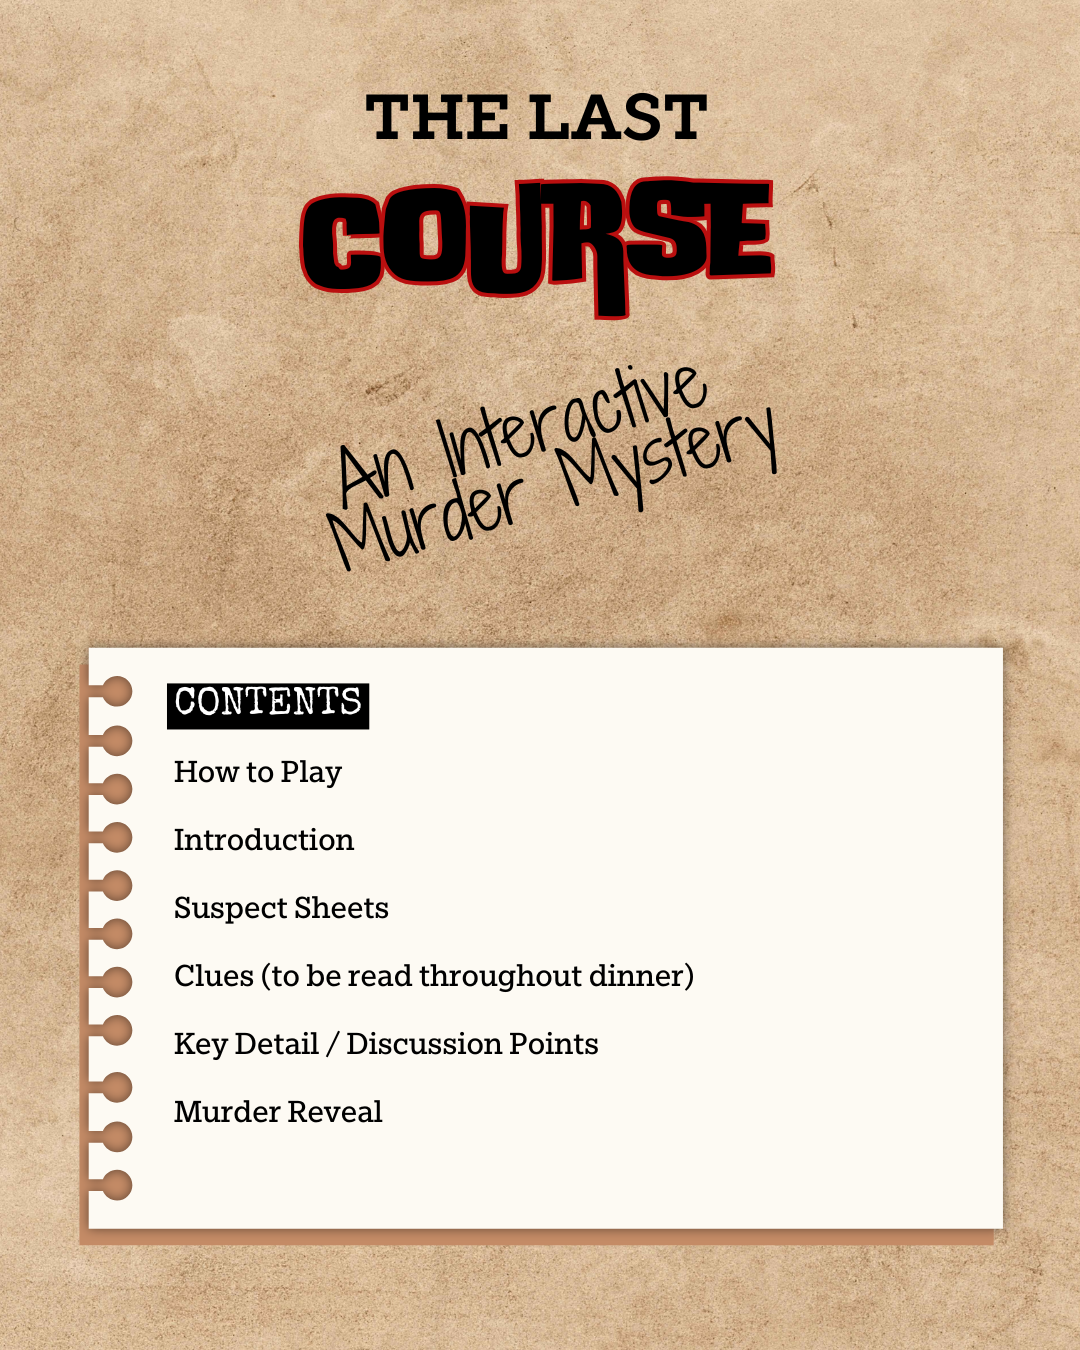 THE LAST
COURSE
An Interactive
Murder Mystery
CONTENTS
How to Play
Introduction
Suspect Sheets
Clues (to be read throughout dinner)
Key Detail / Discussion Points
Murder Reveal